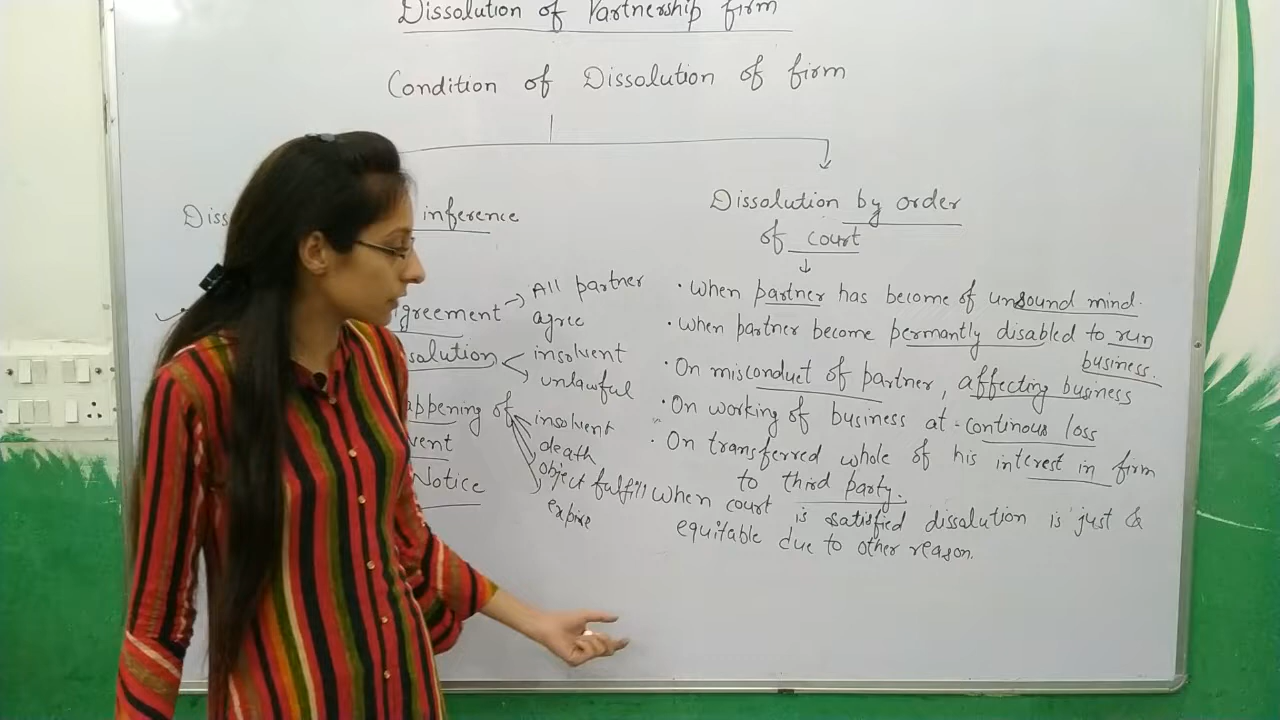 Dissolution of Partnership firm
Condition of Dissolution of firm
Diss inference
greement → All partner
agree
ssolution insolvent
unlawful
appening of insolvent
vent death
Notice object fulfill
expire
Dissolution by order
of court
• When partner has become of unsound mind.
• when partner become permantly disabled to run
business.
• On misconduct of partner, affecting business
• On working of business at continous loss
• On transferred whole of his interest in firm
to third party.
When court is satisfied dissolution is just &
equitable due to other reason.